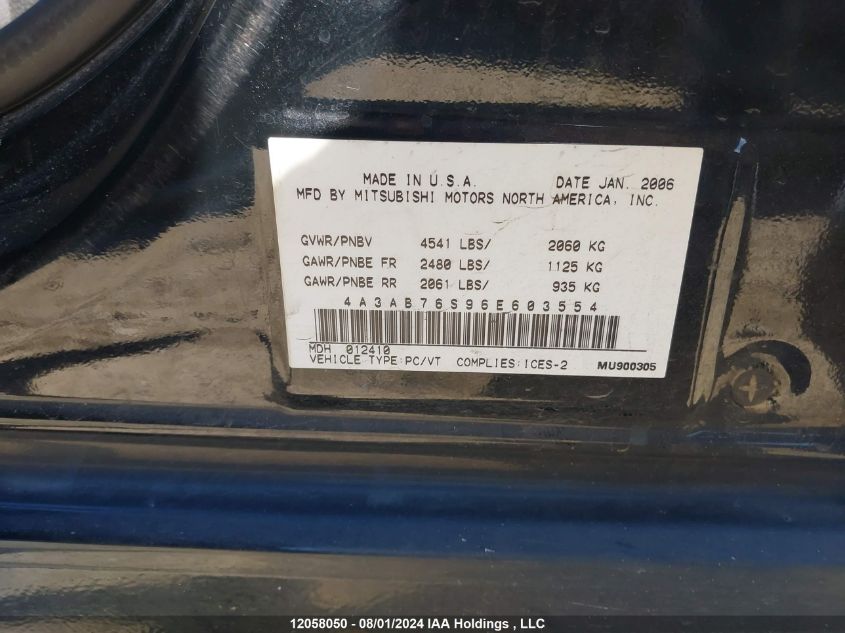 MADE IN U.S.A. DATE JAN. 2006
MFD BY MITSUBISHI MOTORS NORTH AMERICA, INC.
GVWR/PNBV 4541 LBS/ 2060 KG
GAWR/PNBE FR 2480 LBS/ 1125 KG
GAWR/PNBE RR 2061 LBS/ 935 KG
4A3AB76S96E603554
MDH 012410
VEHICLE TYPE:PC/VT COMPLIES:ICES-2 MU900305
12058050 - 08/01/2024 IAA Holdings , LLC